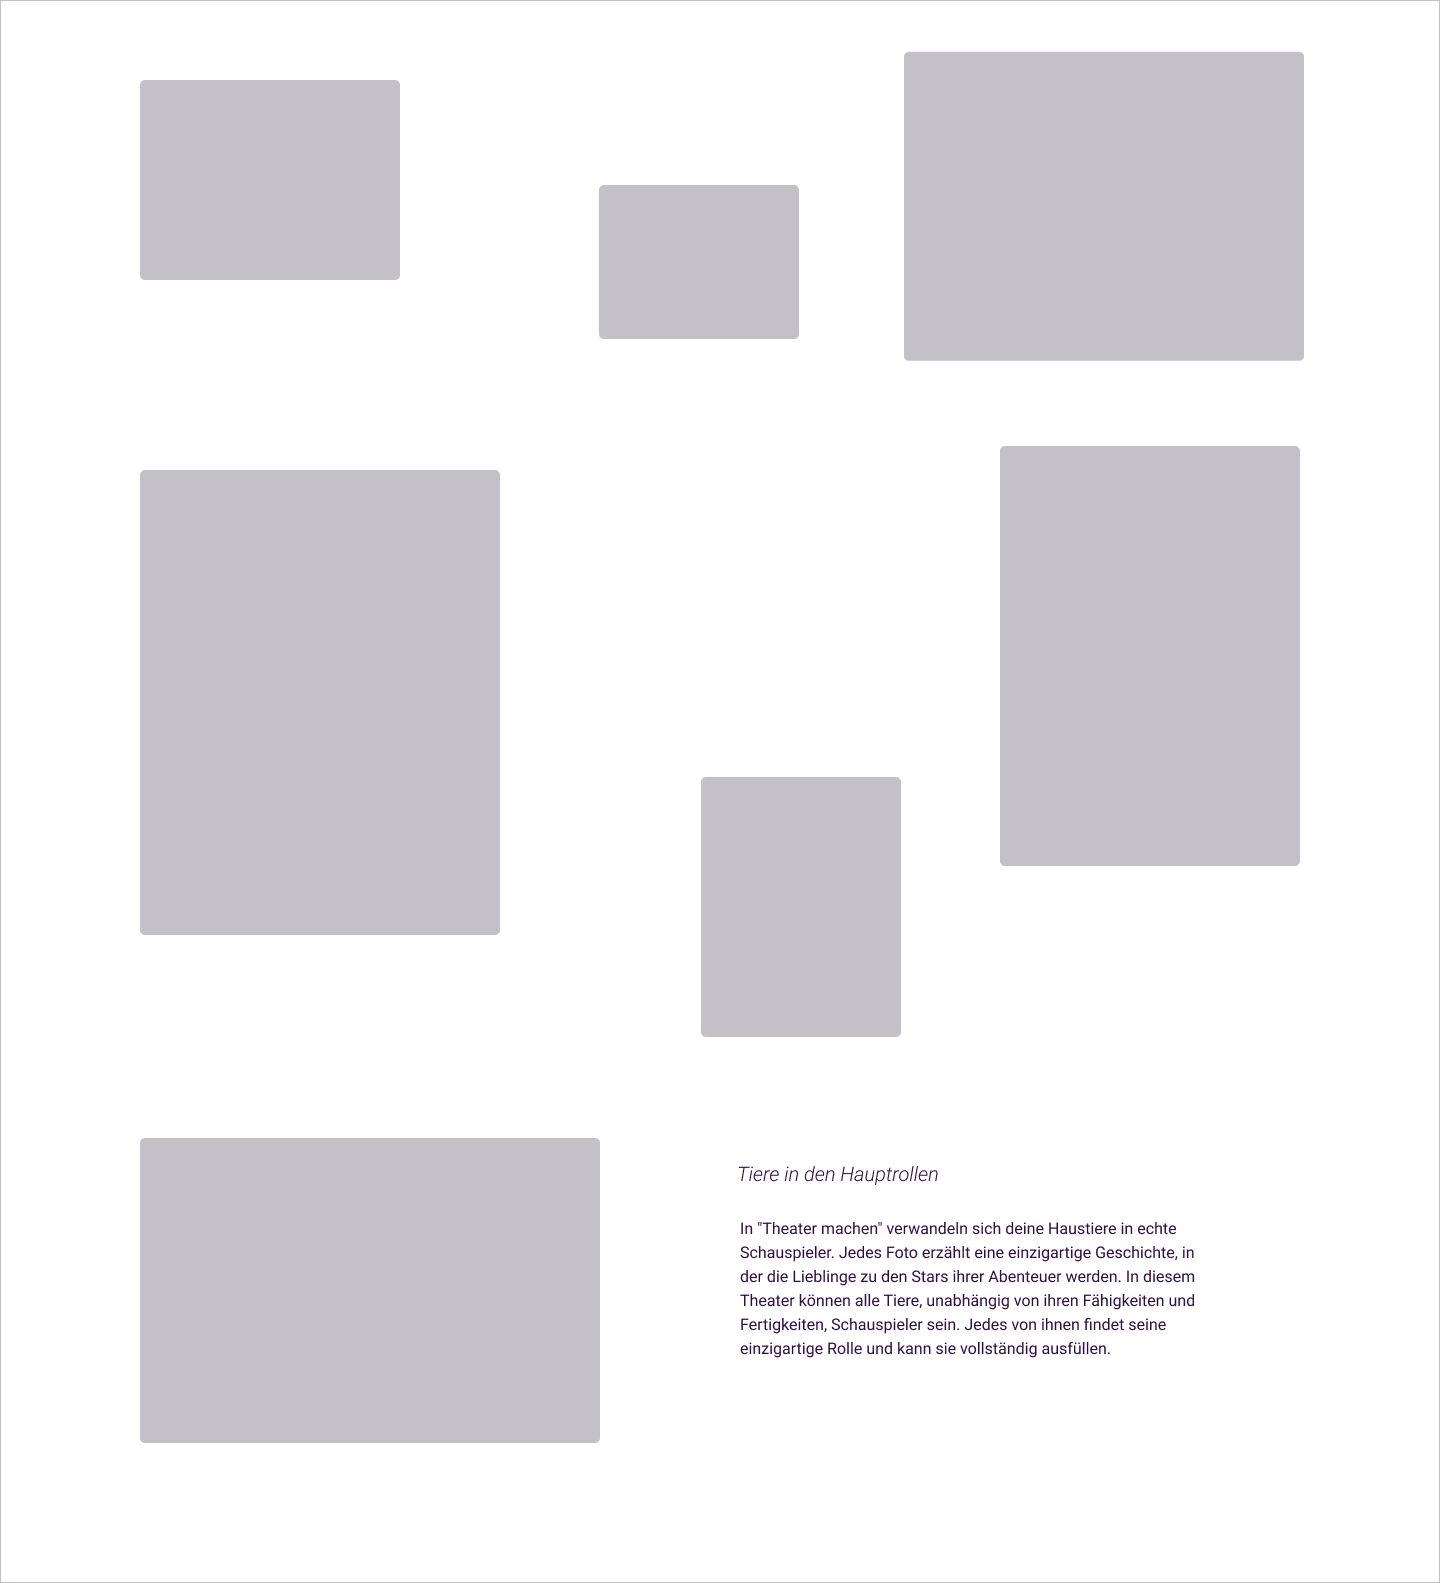 Tiere in den Hauptrollen
In "Theater machen" verwandeln sich deine Haustiere in echte
Schauspieler. Jedes Foto erzählt eine einzigartige Geschichte, in
der die Lieblinge zu den Stars ihrer Abenteuer werden. In diesem
Theater können alle Tiere, unabhängig von ihren Fähigkeiten und
Fertigkeiten, Schauspieler sein. Jedes von ihnen findet seine
einzigartige Rolle und kann sie vollständig ausfüllen.